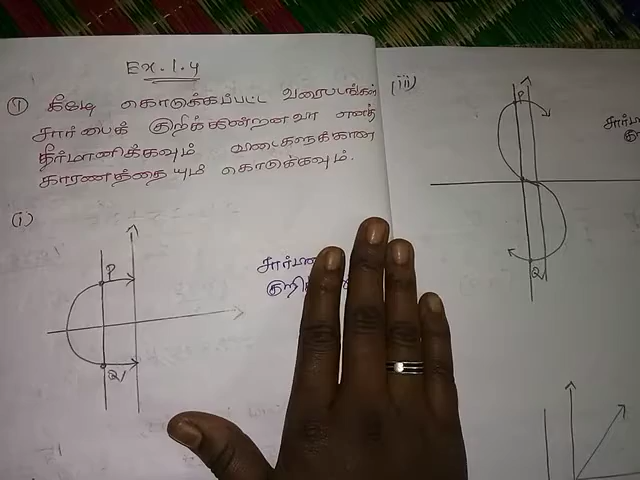 Ex. 1.4
① கீழே கொடுக்கப்பட்ட வரைபடங்கள்
சார்பைக் குறிக்கின்றனவா எனத்
தீர்மானிக்கவும் விடைகளுக்கான
காரணத்தையும் கொடுக்கவும்.
(i)
P
Q
(iii)
P
Q